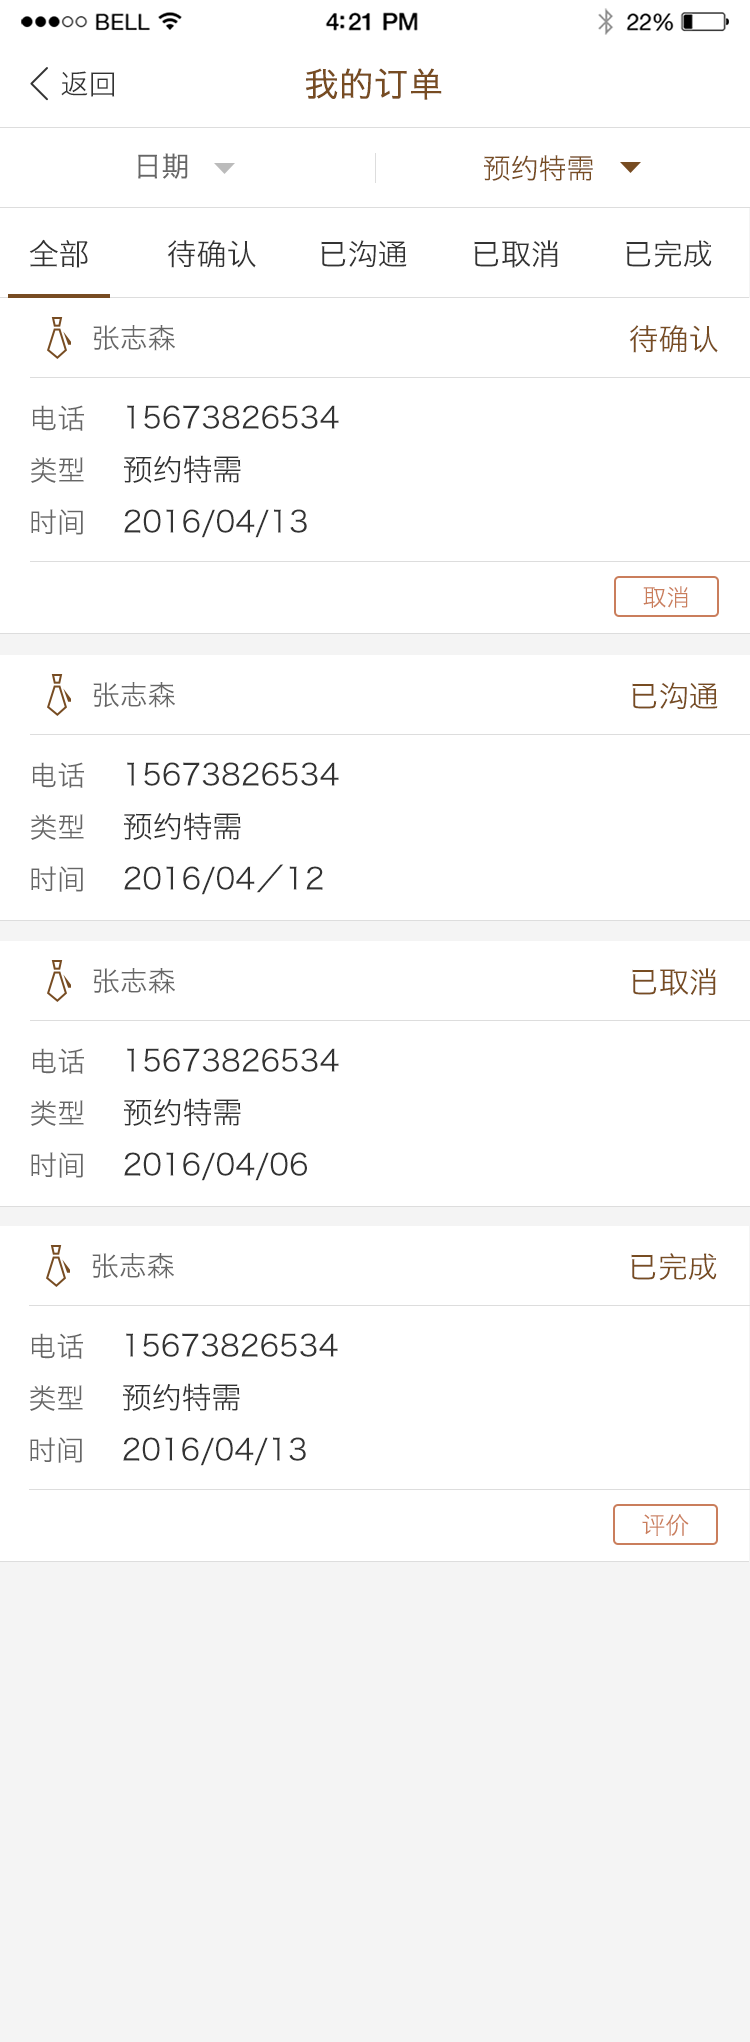 BELL 4:21 PM 22%
返回 我的订单
日期 预约特需
全部 待确认 已沟通 已取消 已完成
张志森 待确认
电话 15673826534
类型 预约特需
时间 2016/04/13
取消
张志森 已沟通
电话 15673826534
类型 预约特需
时间 2016/04／12
张志森 已取消
电话 15673826534
类型 预约特需
时间 2016/04/06
张志森 已完成
电话 15673826534
类型 预约特需
时间 2016/04/13
评价